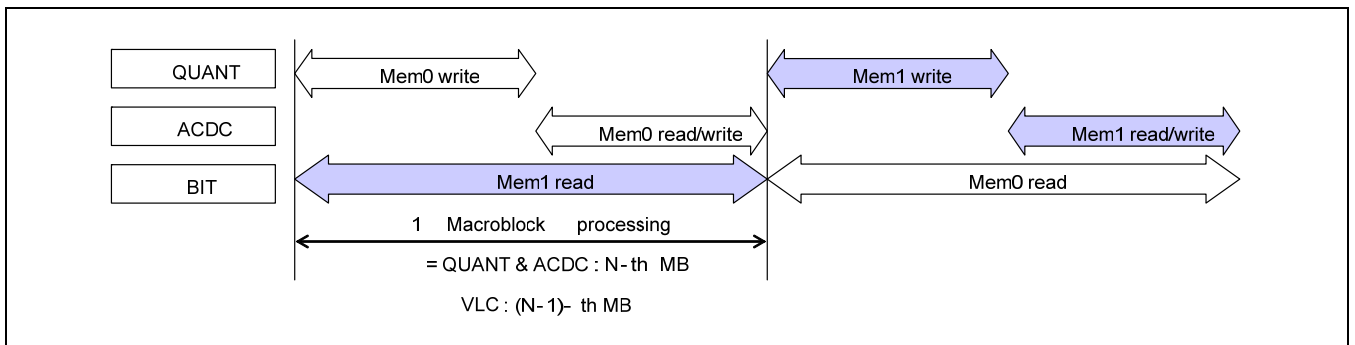 QUANT Mem0 write Mem1 write
ACDC Mem0 read/write Mem1 read/write
BIT Mem1 read Mem0 read
1 Macroblock processing
= QUANT & ACDC : N-th MB
VLC : (N-1)- th MB